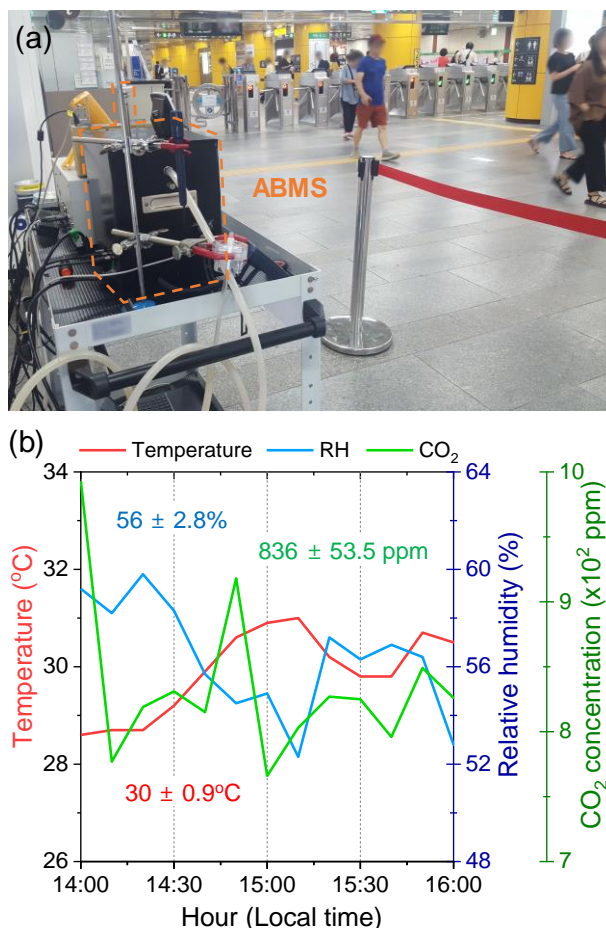 (a)
ABMS
(b)
Temperature RH CO₂
34
32
30
28
26
Temperature (ºC)
64
60
56
52
48
Relative humidity (%)
10
9
8
7
CO₂ concentration (x10² ppm)
56 ± 2.8%
836 ± 53.5 ppm
30 ± 0.9ºC
14:00 14:30 15:00 15:30 16:00
Hour (Local time)